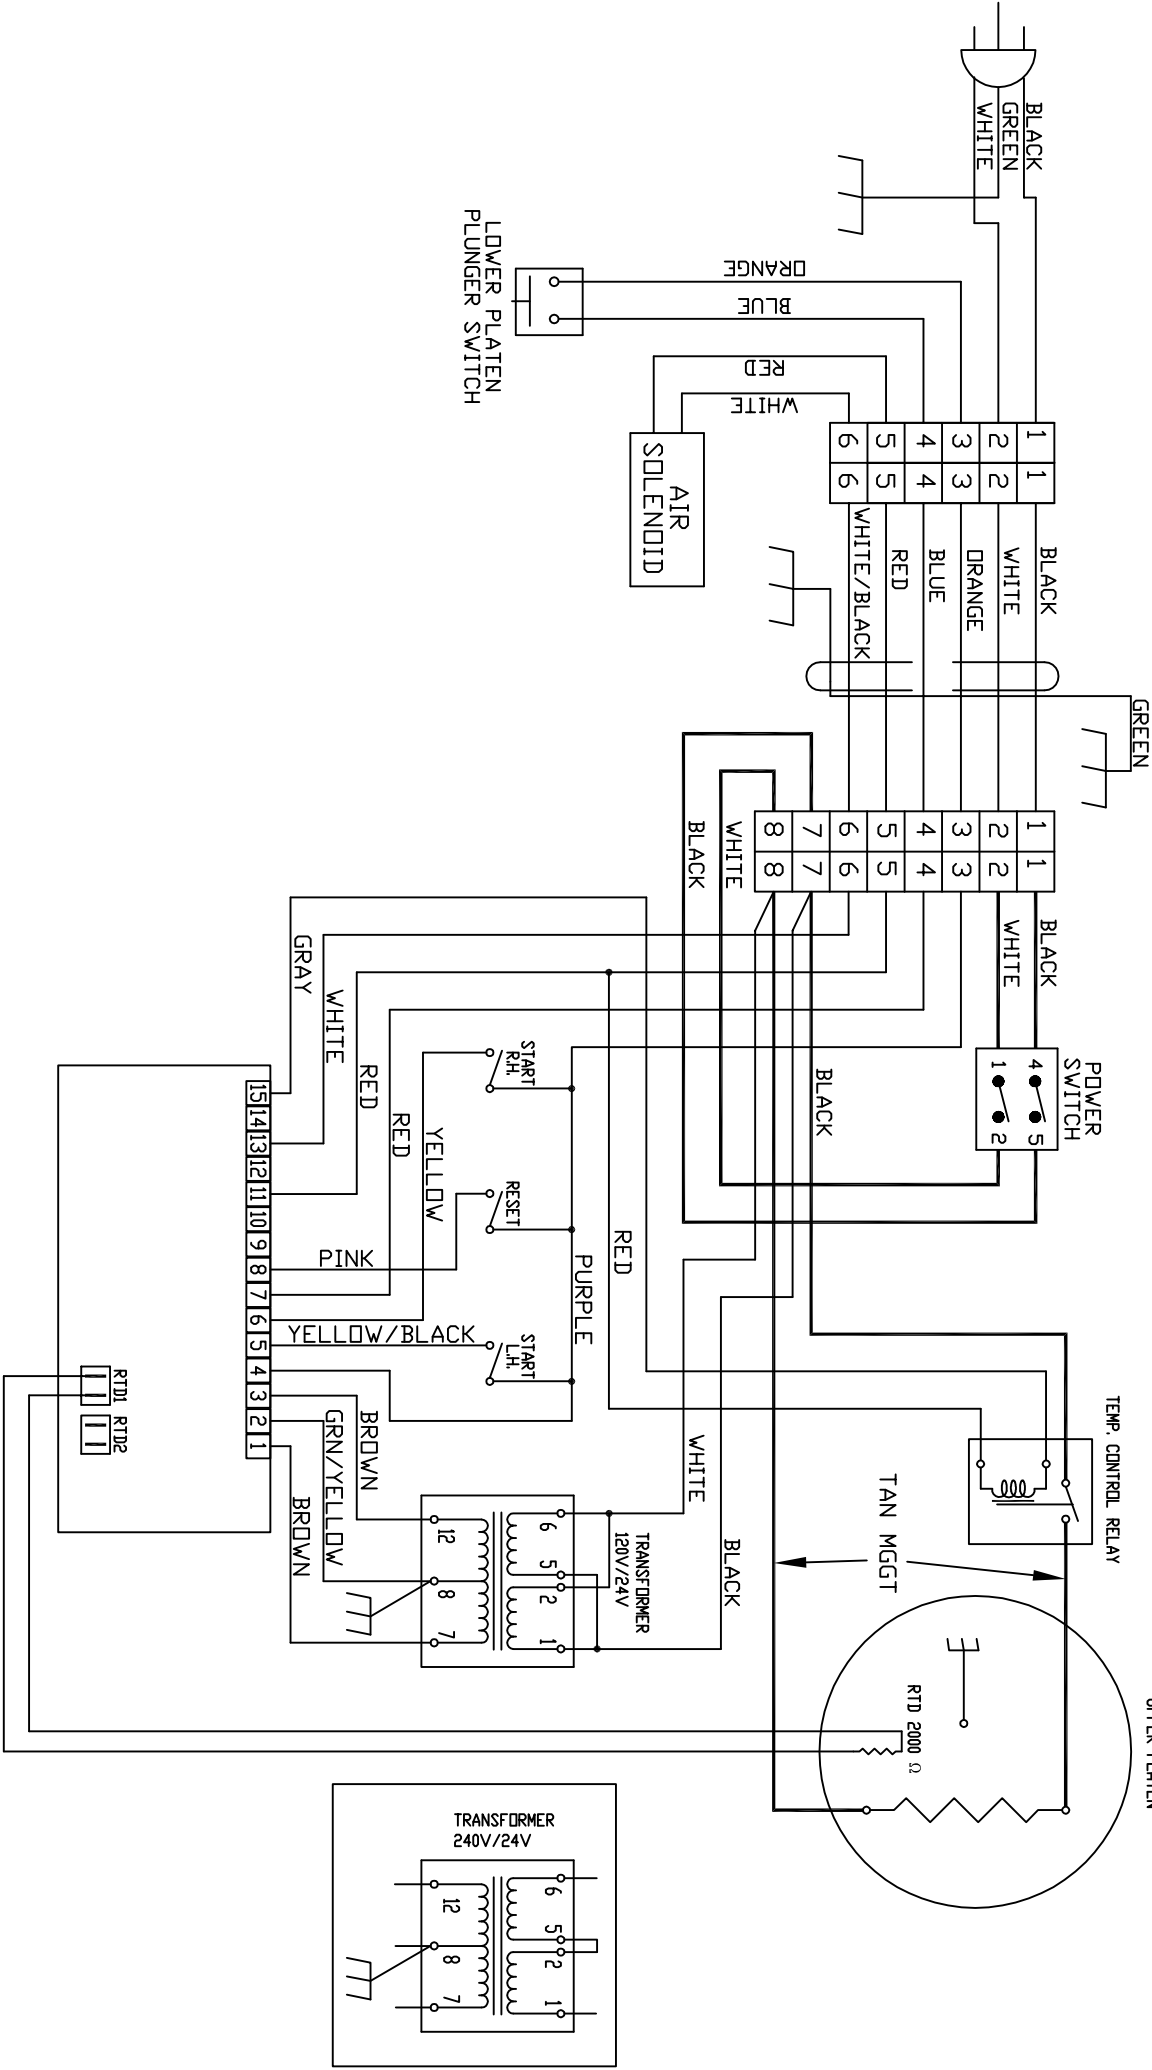 BLACK
GREEN
WHITE
LOWER PLATEN
PLUNGER SWITCH
ORANGE
BLUE
RED
WHITE
AIR
SOLENOID
1 2 3 4 5 6
1 2 3 4 5 6
BLACK
WHITE
ORANGE
BLUE
RED
WHITE/BLACK
GREEN
1 2 3 4 5 6 7 8
1 2 3 4 5 6 7 8
WHITE
BLACK
BLACK
WHITE
POWER
SWITCH
4 5
1 2
BLACK
GRAY
WHITE
RED
RED
YELLOW
PINK
YELLOW/BLACK
START
R.H.
RESET
START
L.H.
PURPLE
RED
15 14 13 12 11 10 9 8 7 6 5 4 3 2 1
RTD1
RTD2
BROWN
GRN/YELLOW
BROWN
WHITE
BLACK
TRANSFORMER
120V/24V
6 5 2 1
12 8 7
TEMP. CONTROL RELAY
TAN MGGT
RTD 2000 Ω
TRANSFORMER
240V/24V
6 5 2 1
12 8 7